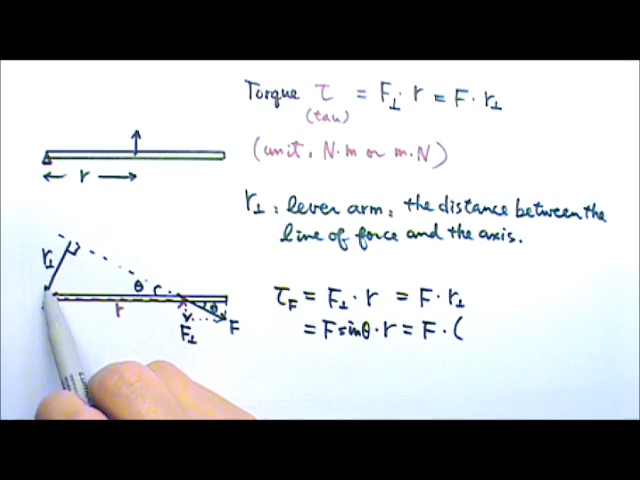 Torque τ = F⊥ · r = F · r⊥
(tau)
(unit, N·m or m·N)
r
r⊥ : lever arm, the distance between the
line of force and the axis.
r⊥
θ
r
θ
F⊥
F
τF = F⊥ · r = F · r⊥
= F sinθ · r = F · (